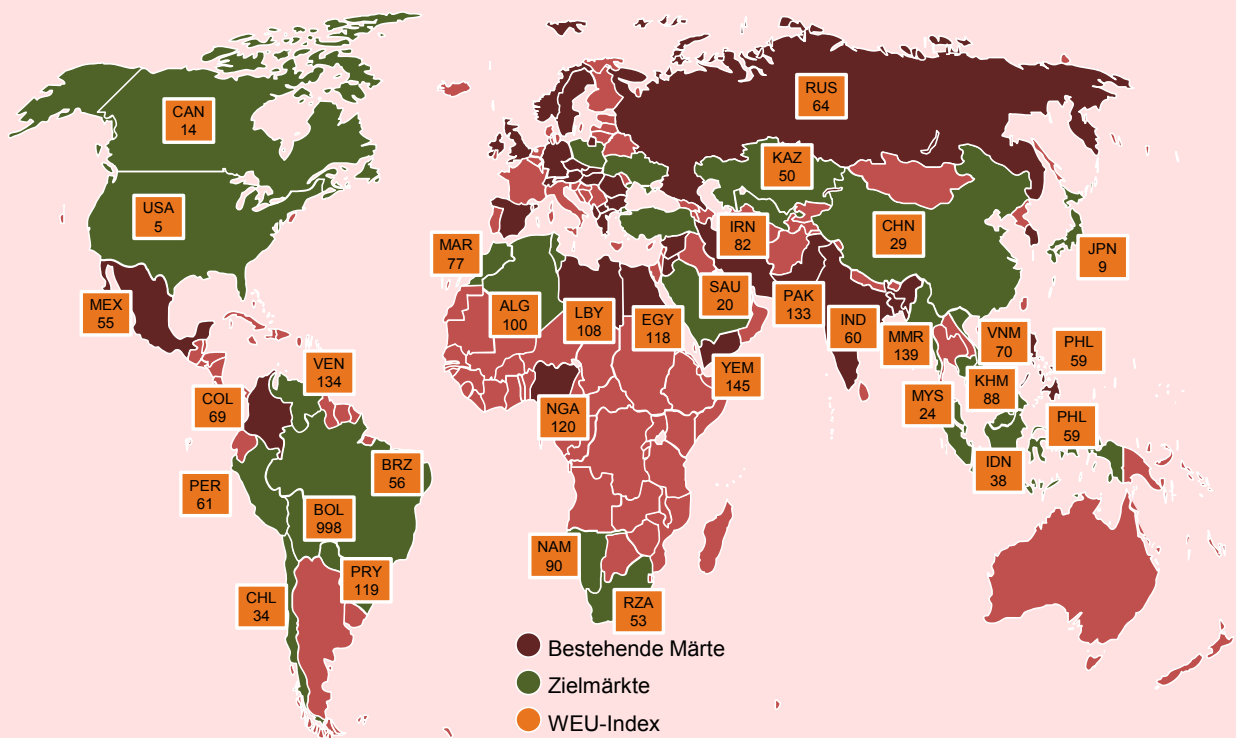 CAN
14
USA
5
MEX
55
VEN
134
COL
69
PER
61
BRZ
56
BOL
998
PRY
119
CHL
34
RUS
64
KAZ
50
MAR
77
ALG
100
LBY
108
EGY
118
IRN
82
SAU
20
CHN
29
JPN
9
PAK
133
IND
60
MMR
139
VNM
70
PHL
59
YEM
145
NGA
120
MYS
24
KHM
88
PHL
59
IDN
38
NAM
90
RZA
53
Bestehende Märte
Zielmärkte
WEU-Index